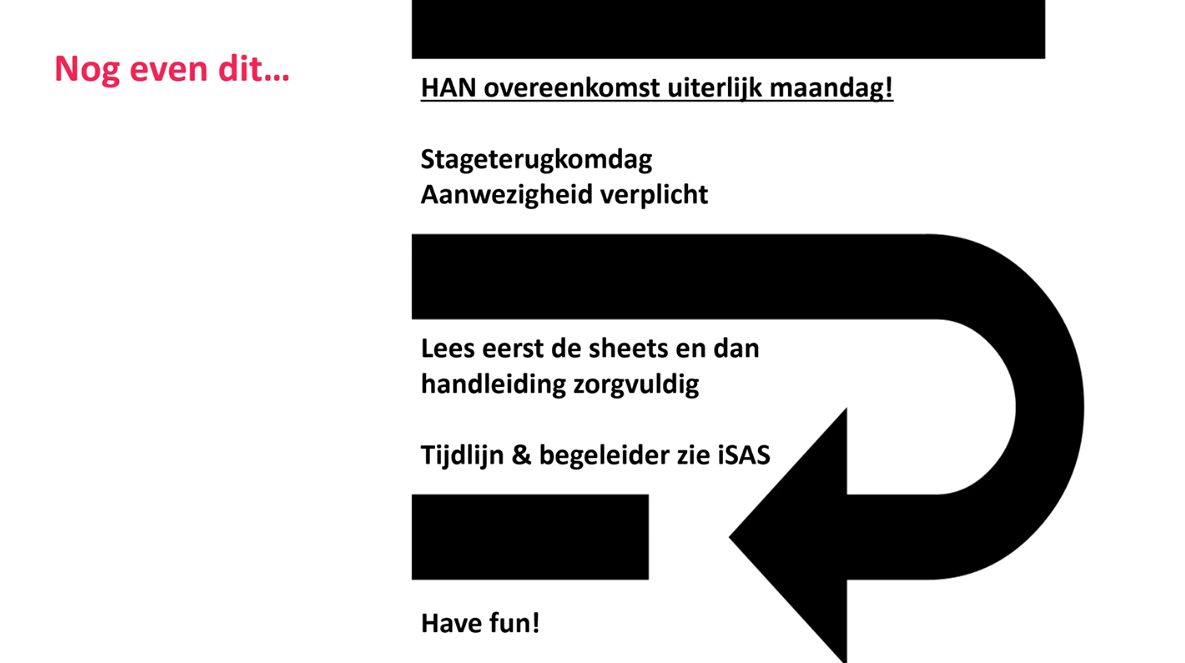 Nog even dit...
HAN overeenkomst uiterlijk maandag!
Stageterugkomdag
Aanwezigheid verplicht
Lees eerst de sheets en dan
handleiding zorgvuldig
Tijdlijn & begeleider zie iSAS
Have fun!